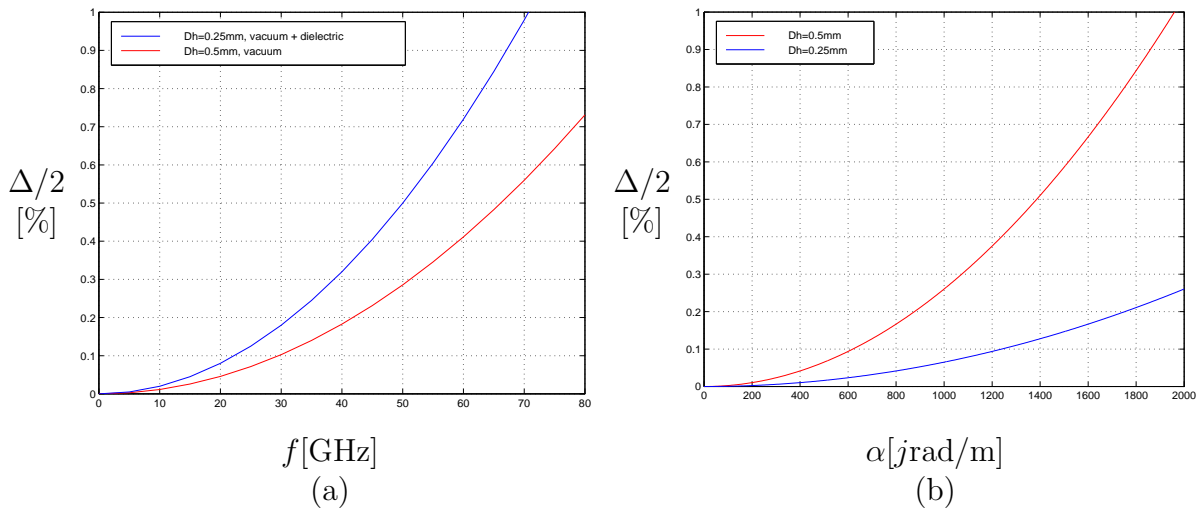 1
0.9
0.8
0.7
0.6
0.5
0.4
0.3
0.2
0.1
0
Δ/2
[%]
Dh=0.25mm, vacuum + dielectric
Dh=0.5mm, vacuum
0 10 20 30 40 50 60 70 80
f[GHz]
(a)
1
0.9
0.8
0.7
0.6
0.5
0.4
0.3
0.2
0.1
0
Δ/2
[%]
Dh=0.5mm
Dh=0.25mm
0 200 400 600 800 1000 1200 1400 1600 1800 2000
α[jrad/m]
(b)